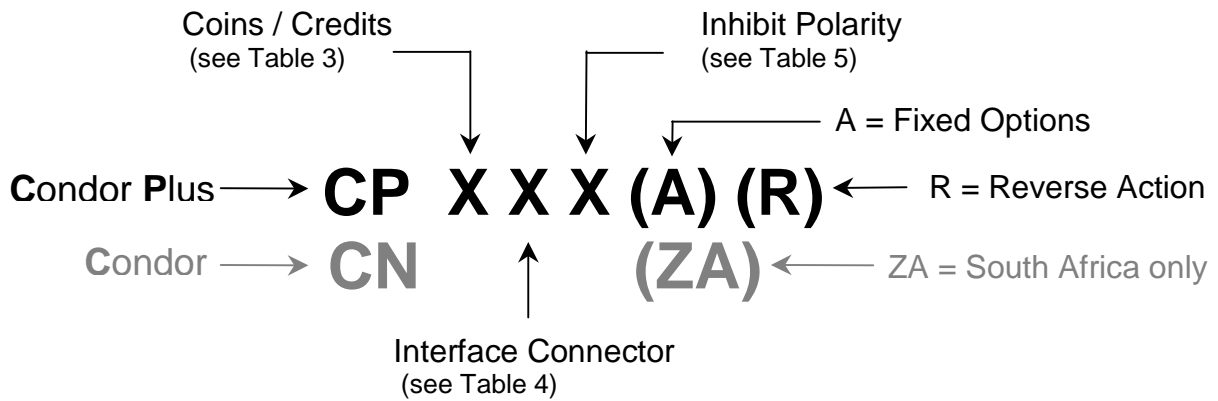 Coins / Credits
(see Table 3)
Inhibit Polarity
(see Table 5)
A = Fixed Options
Condor Plus
CP X X X (A) (R)
R = Reverse Action
Condor
CN
(ZA)
ZA = South Africa only
Interface Connector
(see Table 4)